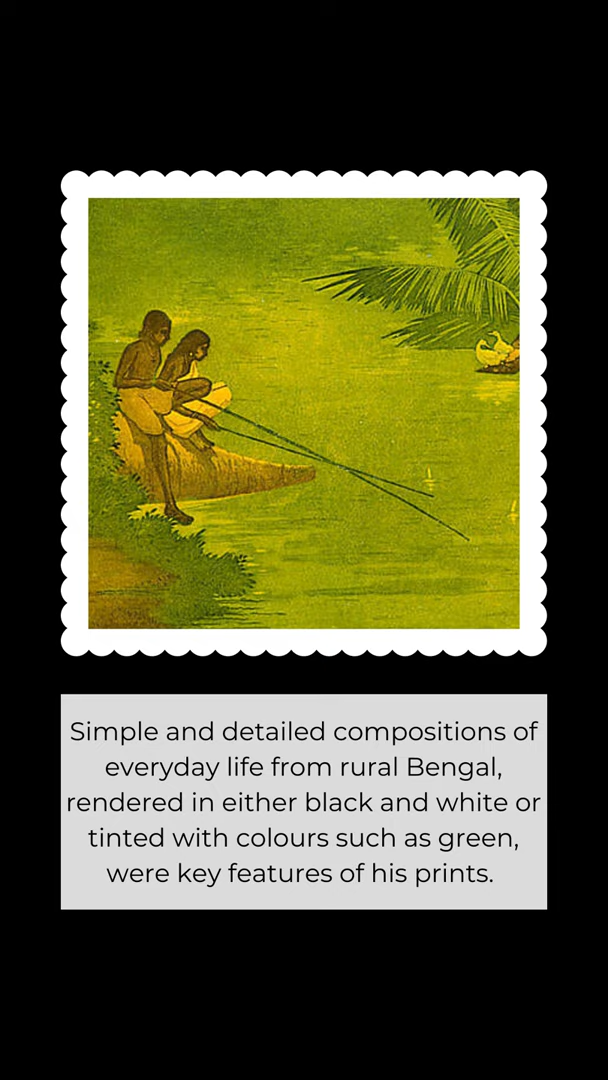 Simple and detailed compositions of
everyday life from rural Bengal,
rendered in either black and white or
tinted with colours such as green,
were key features of his prints.